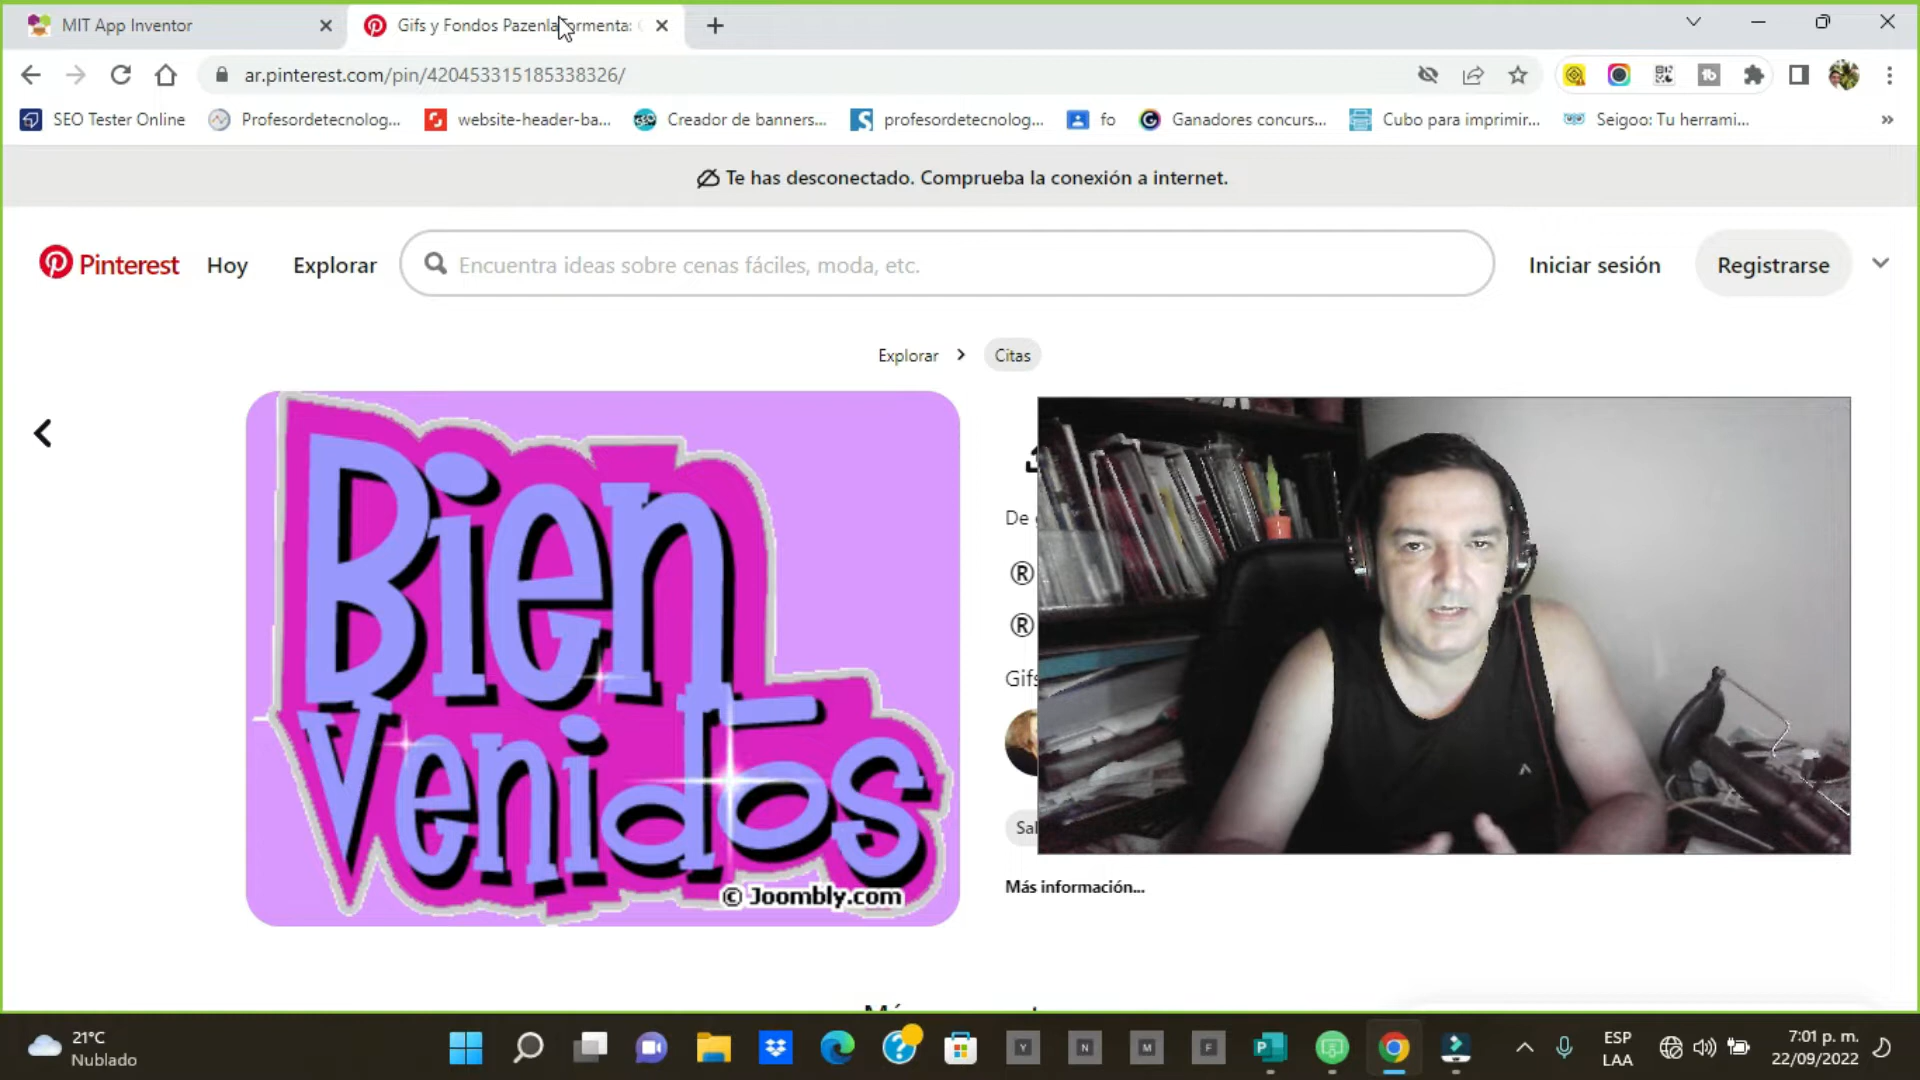 MIT App Inventor
Gifs y Fondos Pazenla
ormenta:
ar.pinterest.com/pin/420453315185338326/
SEO Tester Online
Profesordetecnolog...
website-header-ba...
Creador de banners...
profesordetecnolog...
fo
Ganadores concurs...
Cubo para imprimir...
Seigoo: Tu herrami...
Te has desconectado. Comprueba la conexión a internet.
Pinterest
Hoy
Explorar
Encuentra ideas sobre cenas fáciles, moda, etc.
Iniciar sesión
Registrarse
Explorar
Citas
Bien
Venidos
© Joombly.com
De
®
®
Gifs
Más información...
21°C
Nublado
Y
N
M
F
ESP
LAA
7:01 p. m.
22/09/2022